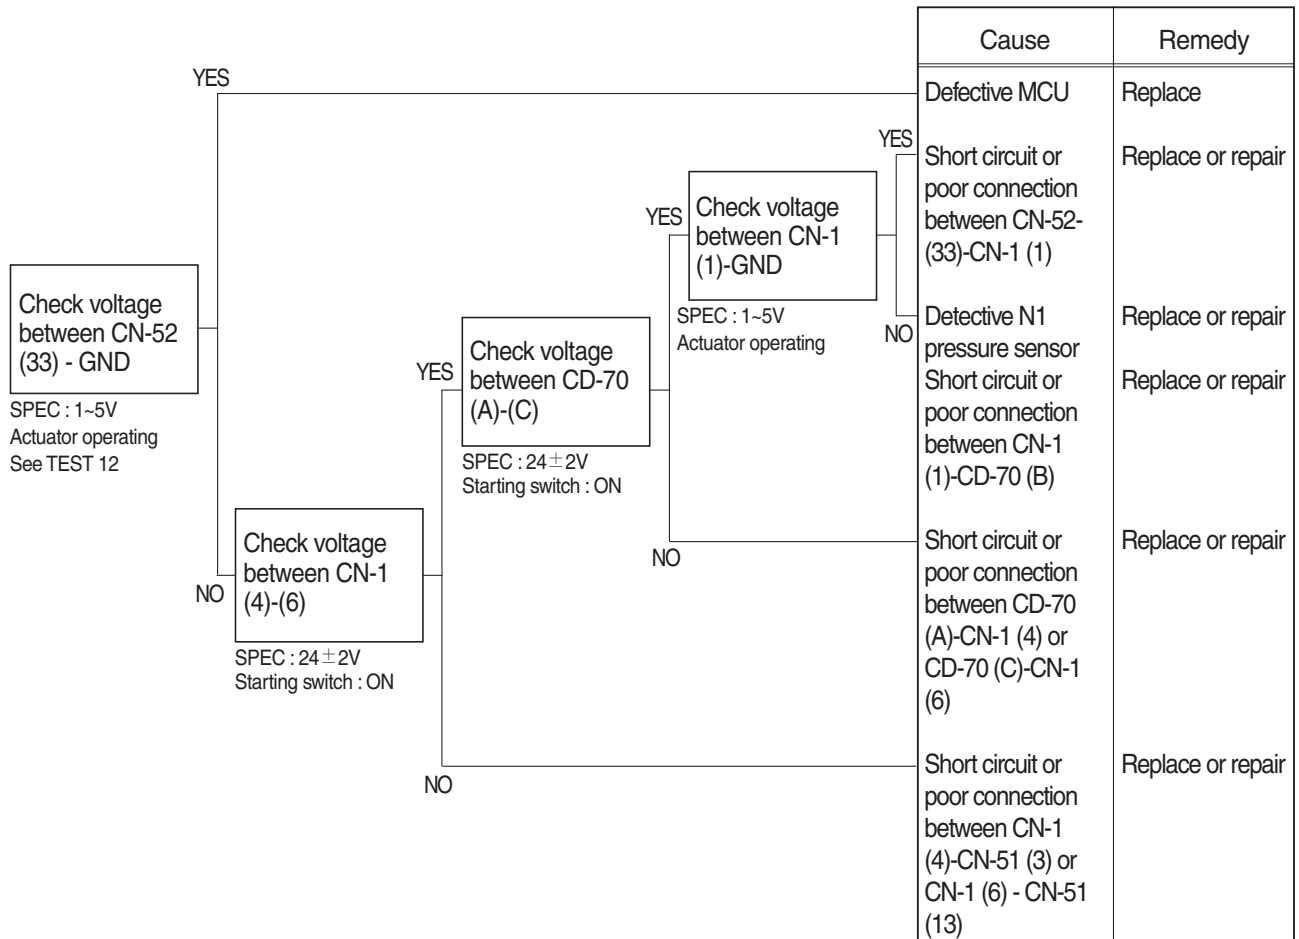 Cause
Remedy
YES
Defective MCU
Replace
YES
Short circuit or
poor connection
between CN-52-
(33)-CN-1 (1)
Replace or repair
YES
Check voltage
between CN-1
(1)-GND
SPEC : 1~5V
Actuator operating
NO
Detective N1
pressure sensor
Replace or repair
Short circuit or
poor connection
between CN-1
(1)-CD-70 (B)
Replace or repair
Check voltage
between CN-52
(33) - GND
SPEC : 1~5V
Actuator operating
See TEST 12
YES
Check voltage
between CD-70
(A)-(C)
SPEC : 24±2V
Starting switch : ON
NO
Short circuit or
poor connection
between CD-70
(A)-CN-1 (4) or
CD-70 (C)-CN-1
(6)
Replace or repair
NO
Check voltage
between CN-1
(4)-(6)
SPEC : 24±2V
Starting switch : ON
NO
Short circuit or
poor connection
between CN-1
(4)-CN-51 (3) or
CN-1 (6) - CN-51
(13)
Replace or repair